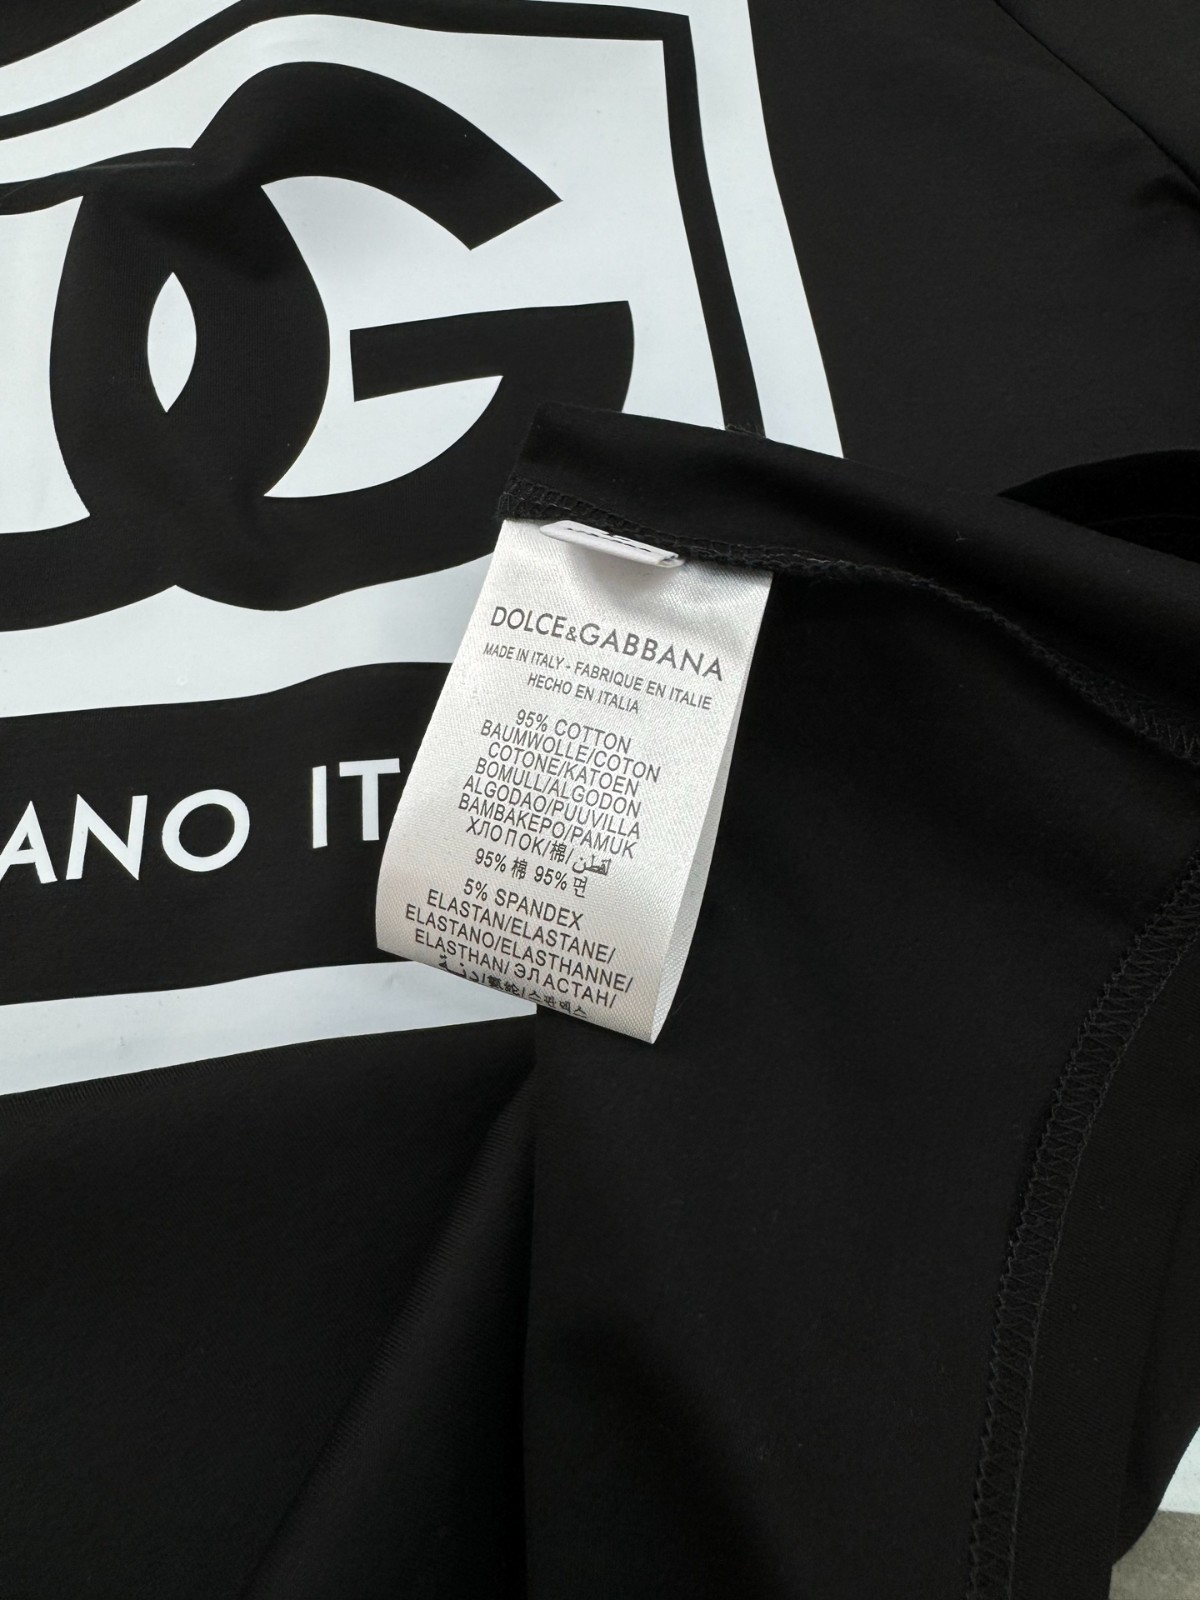 DG
ANO IT
DOLCE&GABBANA
MADE IN ITALY - FABRIQUE EN ITALIE
HECHO EN ITALIA
95% COTTON
BAUMWOLLE/COTON
COTONE/KATOEN
BOMULL/ALGODON
ALGODAO/PUUVILLA
BAMBAKEPO/PAMUK
ХЛОПОК/棉/قطن
95% 棉 95% 면
5% SPANDEX
ELASTAN/ELASTANE/
ELASTANO/ELASTHANNE/
ELASTHAN/ ЭЛАСТАН/